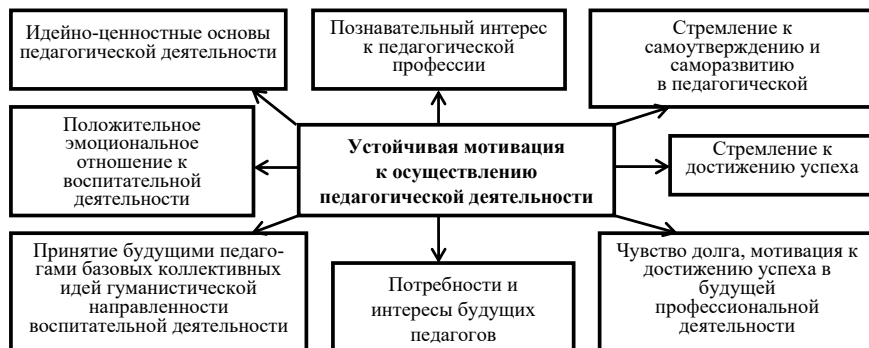 Идейно-ценностные основы
педагогической деятельности
Познавательный интерес
к педагогической
профессии
Стремление к
самоутверждению и
саморазвитию
в педагогической
Положительное
эмоциональное
отношение к
воспитательной
деятельности
Устойчивая мотивация
к осуществлению
педагогической деятельности
Стремление к
достижению успеха
Принятие будущими педаго-
гами базовых коллективных
идей гуманистической
направленности
воспитательной деятельности
Потребности и
интересы будущих
педагогов
Чувство долга, мотивация к
достижению успеха в
будущей
профессиональной
деятельности